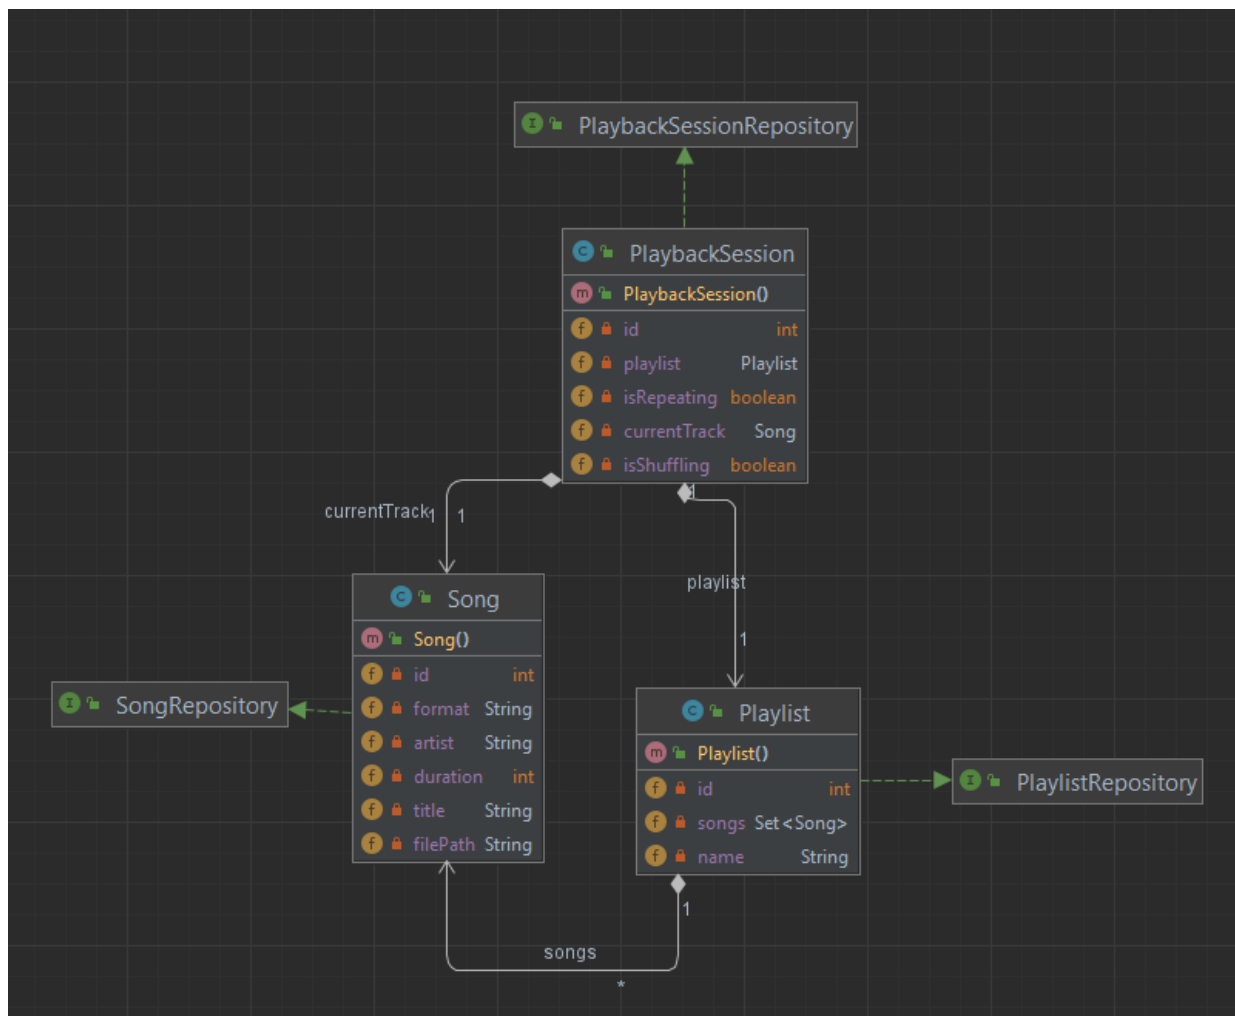 I PlaybackSessionRepository
C PlaybackSession
m PlaybackSession()
f id int
f playlist Playlist
f isRepeating boolean
f currentTrack Song
f isShuffling boolean
currentTrack 1 1
1
playlist
1
C Song
m Song()
f id int
f format String
f artist String
f duration int
f title String
f filePath String
I SongRepository
C Playlist
m Playlist()
f id int
f songs Set<Song>
f name String
I PlaylistRepository
1
songs
*